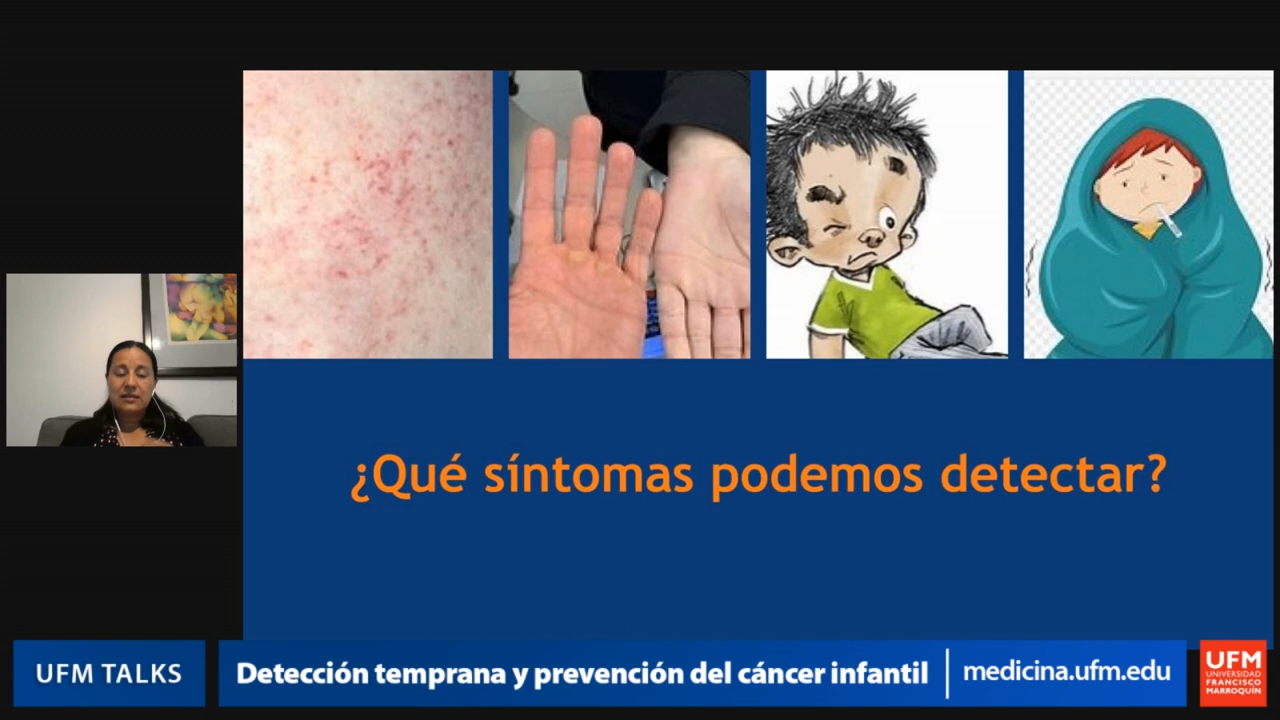 ¿Qué síntomas podemos detectar?
UFM TALKS
Detección temprana y prevención del cáncer infantil
medicina.ufm.edu
UFM
UNIVERSIDAD
FRANCISCO
MARROQUÍN